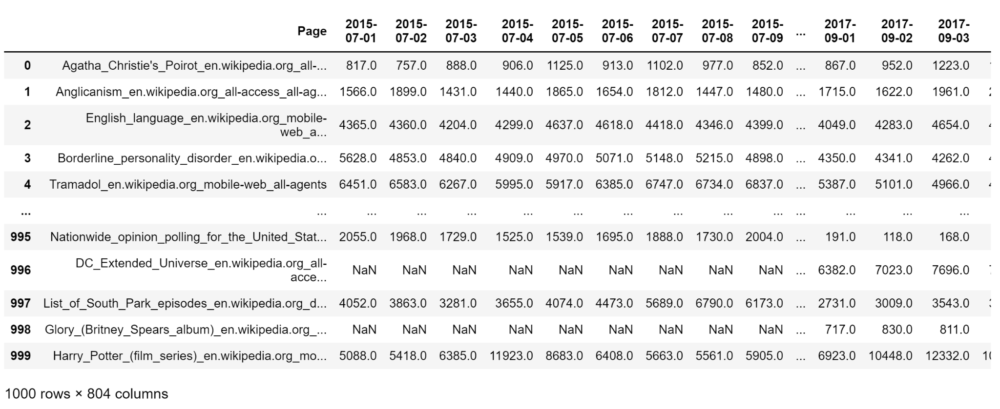 Page 2015-07-01 2015-07-02 2015-07-03 2015-07-04 2015-07-05 2015-07-06 2015-07-07 2015-07-08 2015-07-09 ... 2017-09-01 2017-09-02 2017-09-03
0 Agatha_Christie's_Poirot_en.wikipedia.org_all-... 817.0 757.0 888.0 906.0 1125.0 913.0 1102.0 977.0 852.0 ... 867.0 952.0 1223.0
1 Anglicanism_en.wikipedia.org_all-access_all-ag... 1566.0 1899.0 1431.0 1440.0 1865.0 1654.0 1812.0 1447.0 1480.0 ... 1715.0 1622.0 1961.0
2 English_language_en.wikipedia.org_mobile-web_a... 4365.0 4360.0 4204.0 4299.0 4637.0 4618.0 4418.0 4346.0 4399.0 ... 4049.0 4283.0 4654.0
3 Borderline_personality_disorder_en.wikipedia.o... 5628.0 4853.0 4840.0 4909.0 4970.0 5071.0 5148.0 5215.0 4898.0 ... 4350.0 4341.0 4262.0
4 Tramadol_en.wikipedia.org_mobile-web_all-agents 6451.0 6583.0 6267.0 5995.0 5917.0 6385.0 6747.0 6734.0 6837.0 ... 5387.0 5101.0 4966.0
... ... ... ... ... ... ... ... ... ... ... ... ... ... ...
995 Nationwide_opinion_polling_for_the_United_Stat... 2055.0 1968.0 1729.0 1525.0 1539.0 1695.0 1888.0 1730.0 2004.0 ... 191.0 118.0 168.0
996 DC_Extended_Universe_en.wikipedia.org_all-acce... NaN NaN NaN NaN NaN NaN NaN NaN NaN ... 6382.0 7023.0 7696.0
997 List_of_South_Park_episodes_en.wikipedia.org_d... 4052.0 3863.0 3281.0 3655.0 4074.0 4473.0 5689.0 6790.0 6173.0 ... 2731.0 3009.0 3543.0
998 Glory_(Britney_Spears_album)_en.wikipedia.org_... NaN NaN NaN NaN NaN NaN NaN NaN NaN ... 717.0 830.0 811.0
999 Harry_Potter_(film_series)_en.wikipedia.org_mo... 5088.0 5418.0 6385.0 11923.0 8683.0 6408.0 5663.0 5561.0 5905.0 ... 6923.0 10448.0 12332.0
1000 rows × 804 columns